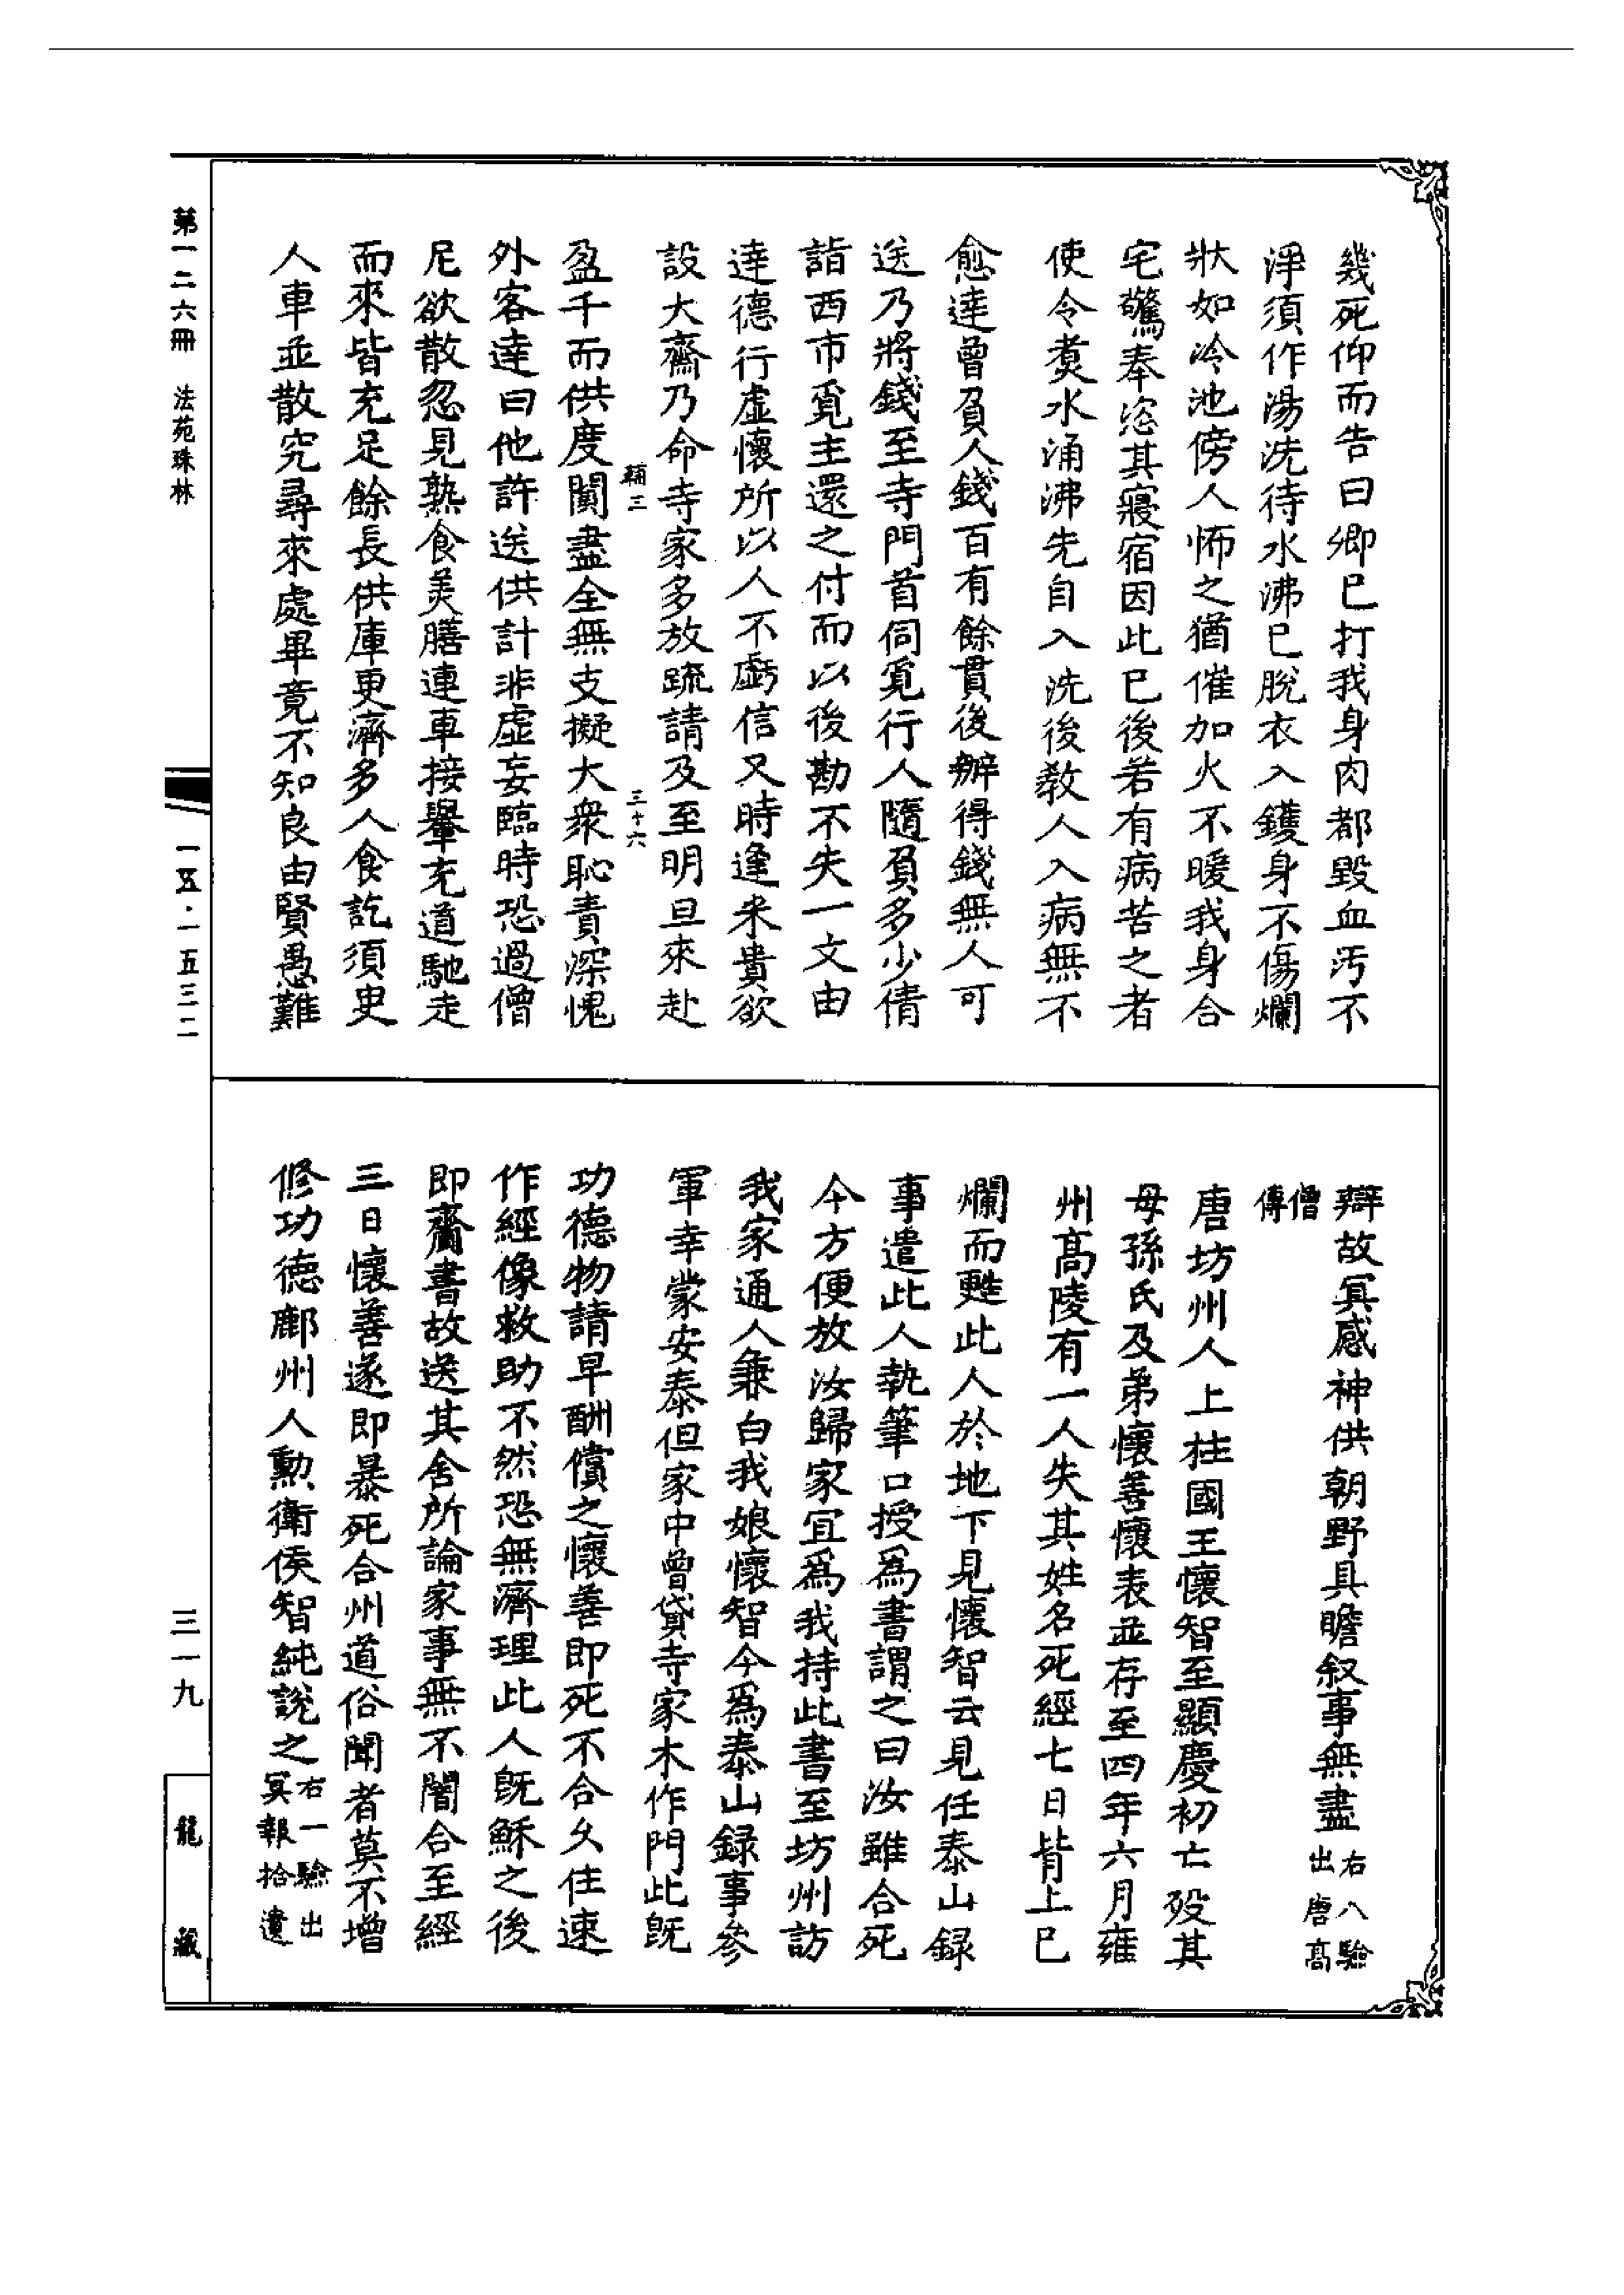 幾死仰而告曰卿已打我身肉都毀血汚不
淨須作湯洗待水沸已脫衣入鑊身不傷爛
狀如冷池傍人怖之猶催加火不暖我身合
宅驚奉恣其寢宿因此已後若有病苦之者
使令煑水涌沸先自入洗後教人入病無不
愈達曾負人錢百有餘貫後辦得錢無人可
送乃將錢至寺門首伺覓行人隨負多少倩
詣西市覓主還之付而以後勘不失一文由
達德行虛懷所以人不虧信又時逢米貴欲
設大齋乃命寺家多放䟽請及至明旦來赴
輔三 三十六
盈千而供度闃盡全無支擬大衆恥責深愧
外客達曰他許送供計非虛妄臨時恐過僧
尼欲散忽見熟食美膳連車接轝充道馳走
而來皆充足餘長供庫更濟多人食訖須臾
人車並散究尋來處畢竟不知良由賢愚難
辯故冥感神供朝野具瞻叙事無盡右八驗出唐高
僧傳
唐坊州人上柱國王懷智至顯慶初亡歿其
母孫氏及弟懷善懷表並存至四年六月雍
州高陵有一人失其姓名死經七日背上已
爛而甦此人於地下見懷智云見任泰山録
事遣此人執筆口授爲書謂之曰汝雖合死
今方便放汝歸家宜爲我持此書至坊州訪
我家通人兼白我娘懷智今爲泰山録事參
軍幸蒙安泰但家中曾貸寺家木作門此旣
功德物請早酬償之懷善即死不合久住速
作經像救助不然恐無濟理此人旣穌之後
即齎書故送其舍所論家事無不闇合至經
三日懷善遂即暴死合州道俗聞者莫不增
修功德鄜州人勳衛侯智純說之右一驗出冥報拾遺
第一二六冊 法苑珠林
一五·一五三二
三一九
龍藏